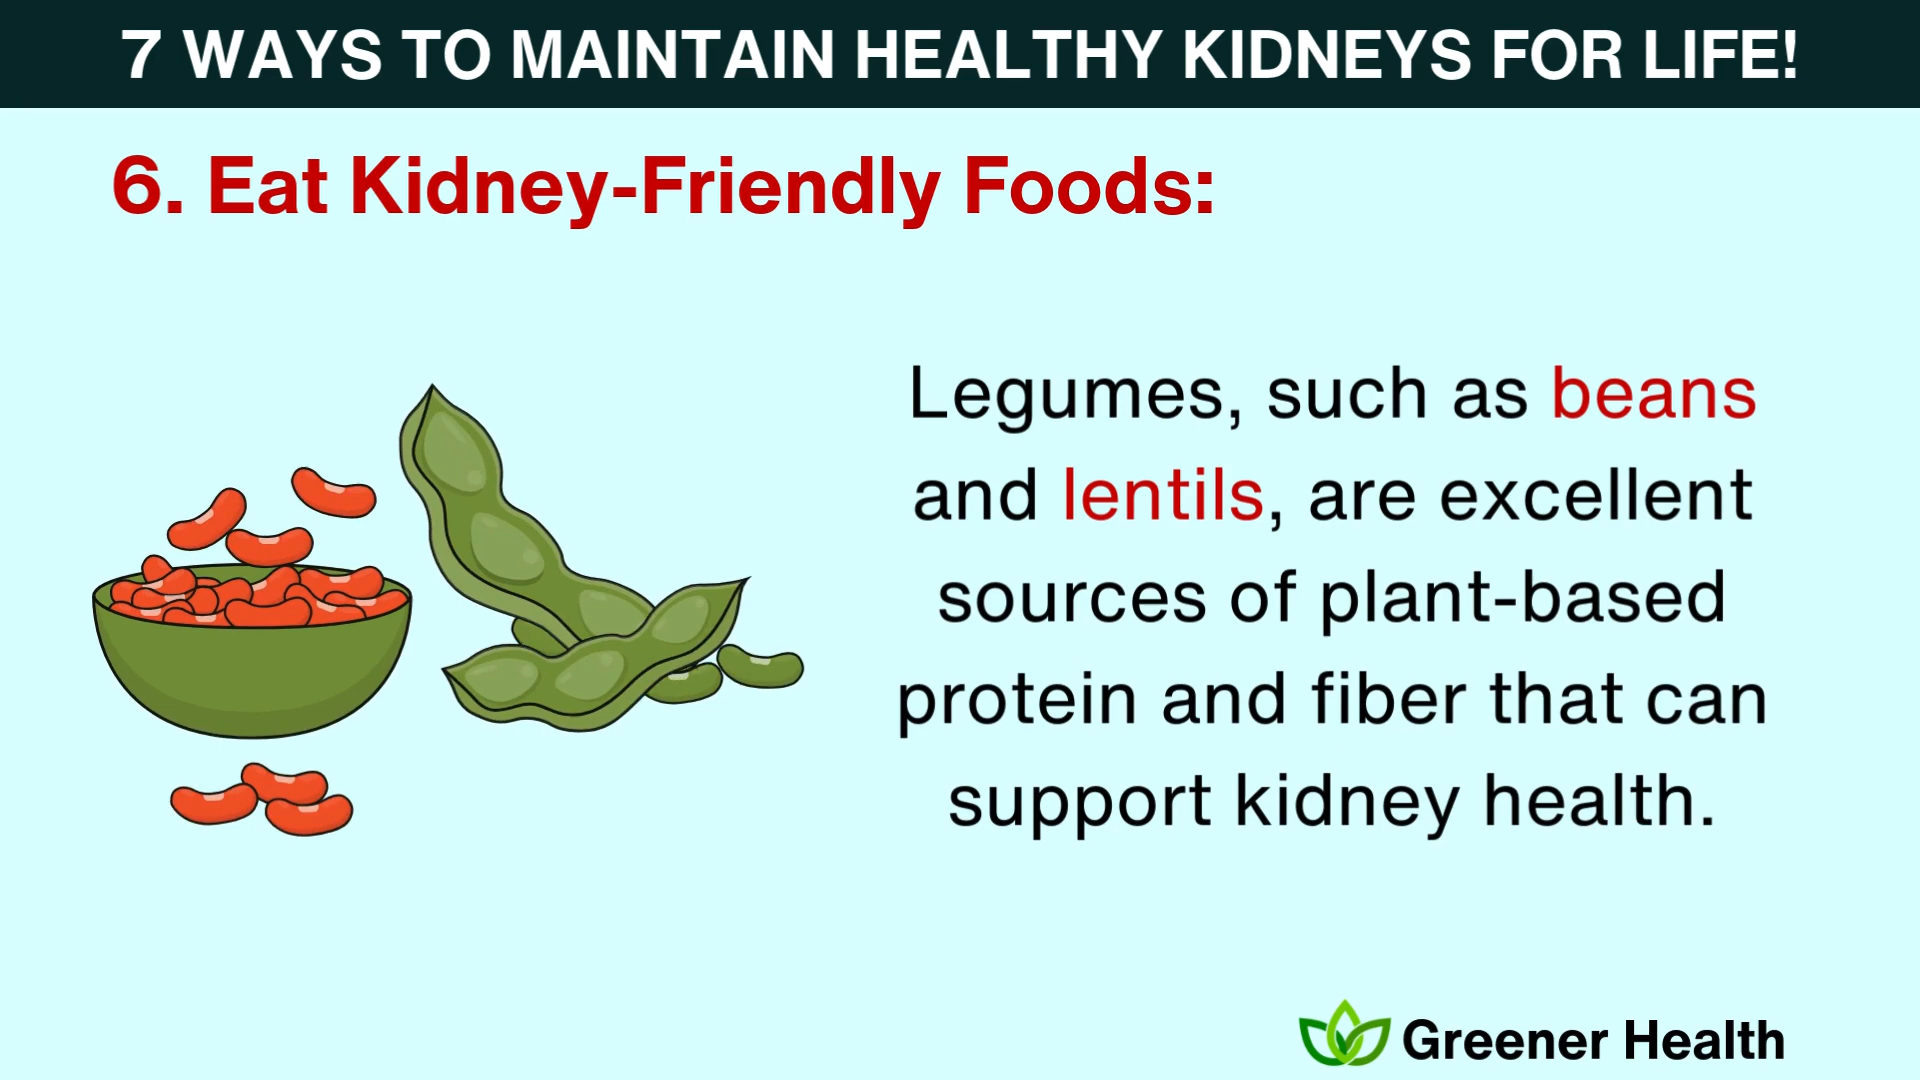 7 WAYS TO MAINTAIN HEALTHY KIDNEYS FOR LIFE!
6. Eat Kidney-Friendly Foods:
Legumes, such as beans
and lentils, are excellent
sources of plant-based
protein and fiber that can
support kidney health.
Greener Health